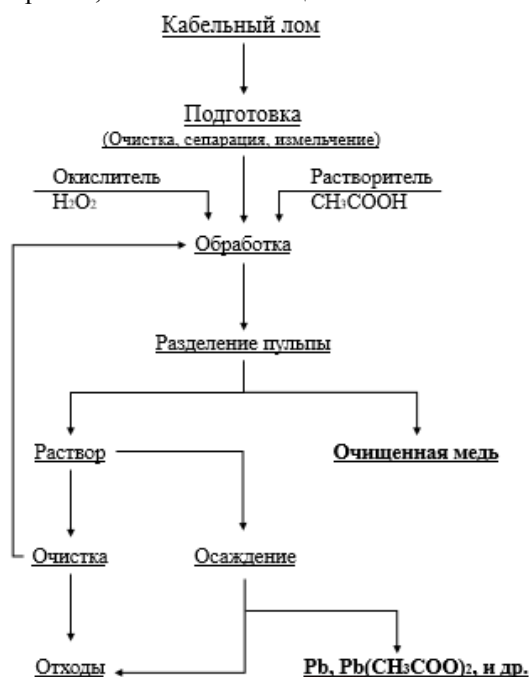 Кабельный лом
Подготовка
(Очистка, сепарация, измельчение)
Окислитель
H2O2
Растворитель
CH3COOH
Обработка
Разделение пульпы
Раствор
Очищенная медь
Очистка
Осаждение
Отходы
Pb, Pb(CH3COO)2, и др.